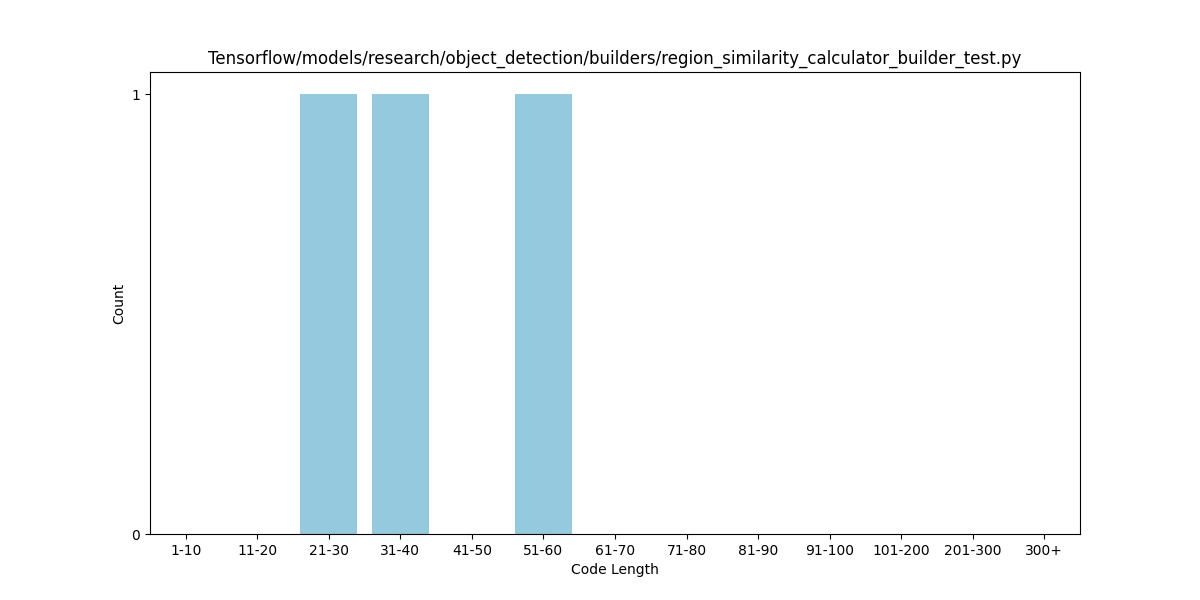 Tensorflow/models/research/object_detection/builders/region_similarity_calculator_builder_test.py
1
Count
0
1-10 11-20 21-30 31-40 41-50 51-60 61-70 71-80 81-90 91-100 101-200 201-300 300+
Code Length